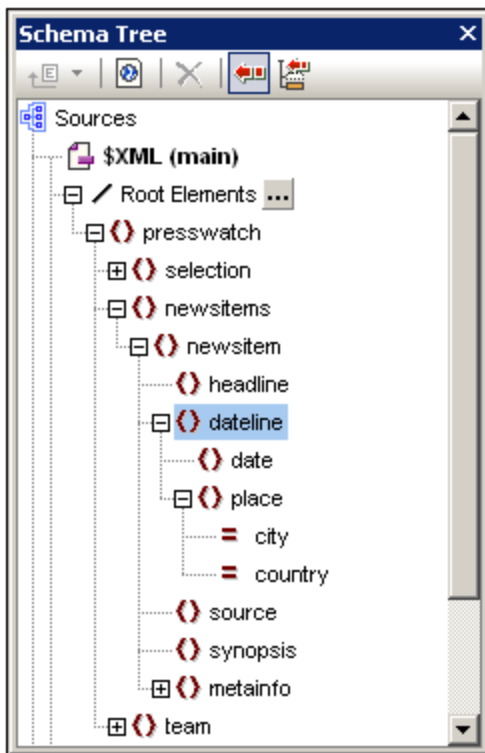 Schema Tree
Sources
$XML (main)
Root Elements ...
presswatch
selection
newsitems
newsitem
headline
dateline
date
place
city
country
source
synopsis
metainfo
team